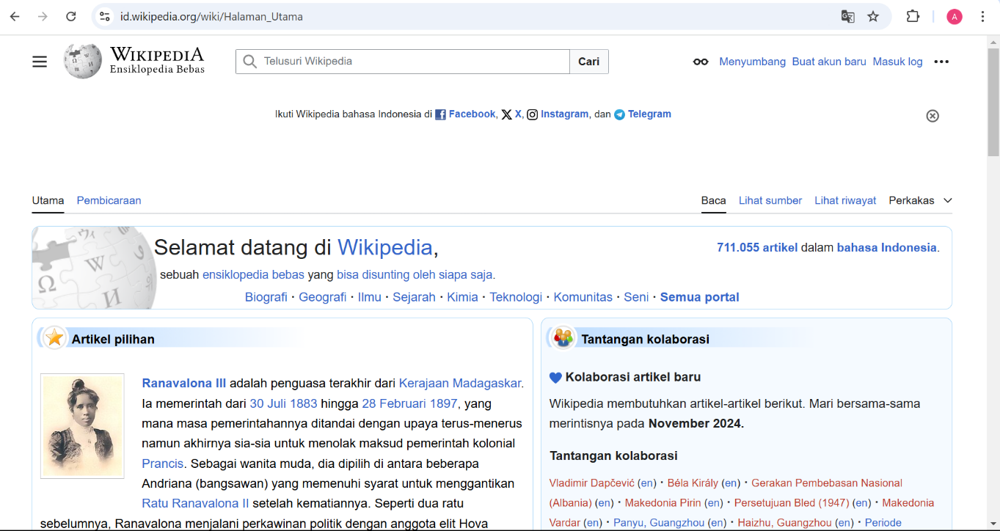 id.wikipedia.org/wiki/Halaman_Utama
A
WIKIPEDIA
Ensiklopedia Bebas
Telusuri Wikipedia
Cari
Menyumbang Buat akun baru Masuk log
Ikuti Wikipedia bahasa Indonesia di Facebook, X, Instagram, dan Telegram
Utama Pembicaraan
Baca Lihat sumber Lihat riwayat Perkakas
Selamat datang di Wikipedia,
711.055 artikel dalam bahasa Indonesia.
sebuah ensiklopedia bebas yang bisa disunting oleh siapa saja.
Biografi · Geografi · Ilmu · Sejarah · Kimia · Teknologi · Komunitas · Seni · Semua portal
Artikel pilihan
Ranavalona III adalah penguasa terakhir dari Kerajaan Madagaskar.
Ia memerintah dari 30 Juli 1883 hingga 28 Februari 1897, yang
mana masa pemerintahannya ditandai dengan upaya terus-menerus
namun akhirnya sia-sia untuk menolak maksud pemerintah kolonial
Prancis. Sebagai wanita muda, dia dipilih di antara beberapa
Andriana (bangsawan) yang memenuhi syarat untuk menggantikan
Ratu Ranavalona II setelah kematiannya. Seperti dua ratu
sebelumnya, Ranavalona menjalani perkawinan politik dengan anggota elit Hova
Tantangan kolaborasi
Kolaborasi artikel baru
Wikipedia membutuhkan artikel-artikel berikut. Mari bersama-sama
merintisnya pada November 2024.
Tantangan kolaborasi
Vladimir Dapčević (en) · Béla Király (en) · Gerakan Pembebasan Nasional
(Albania) (en) · Makedonia Pirin (en) · Persetujuan Bled (1947) (en) · Makedonia
Vardar (en) · Panyu, Guangzhou (en) · Haizhu, Guangzhou (en) · Periode